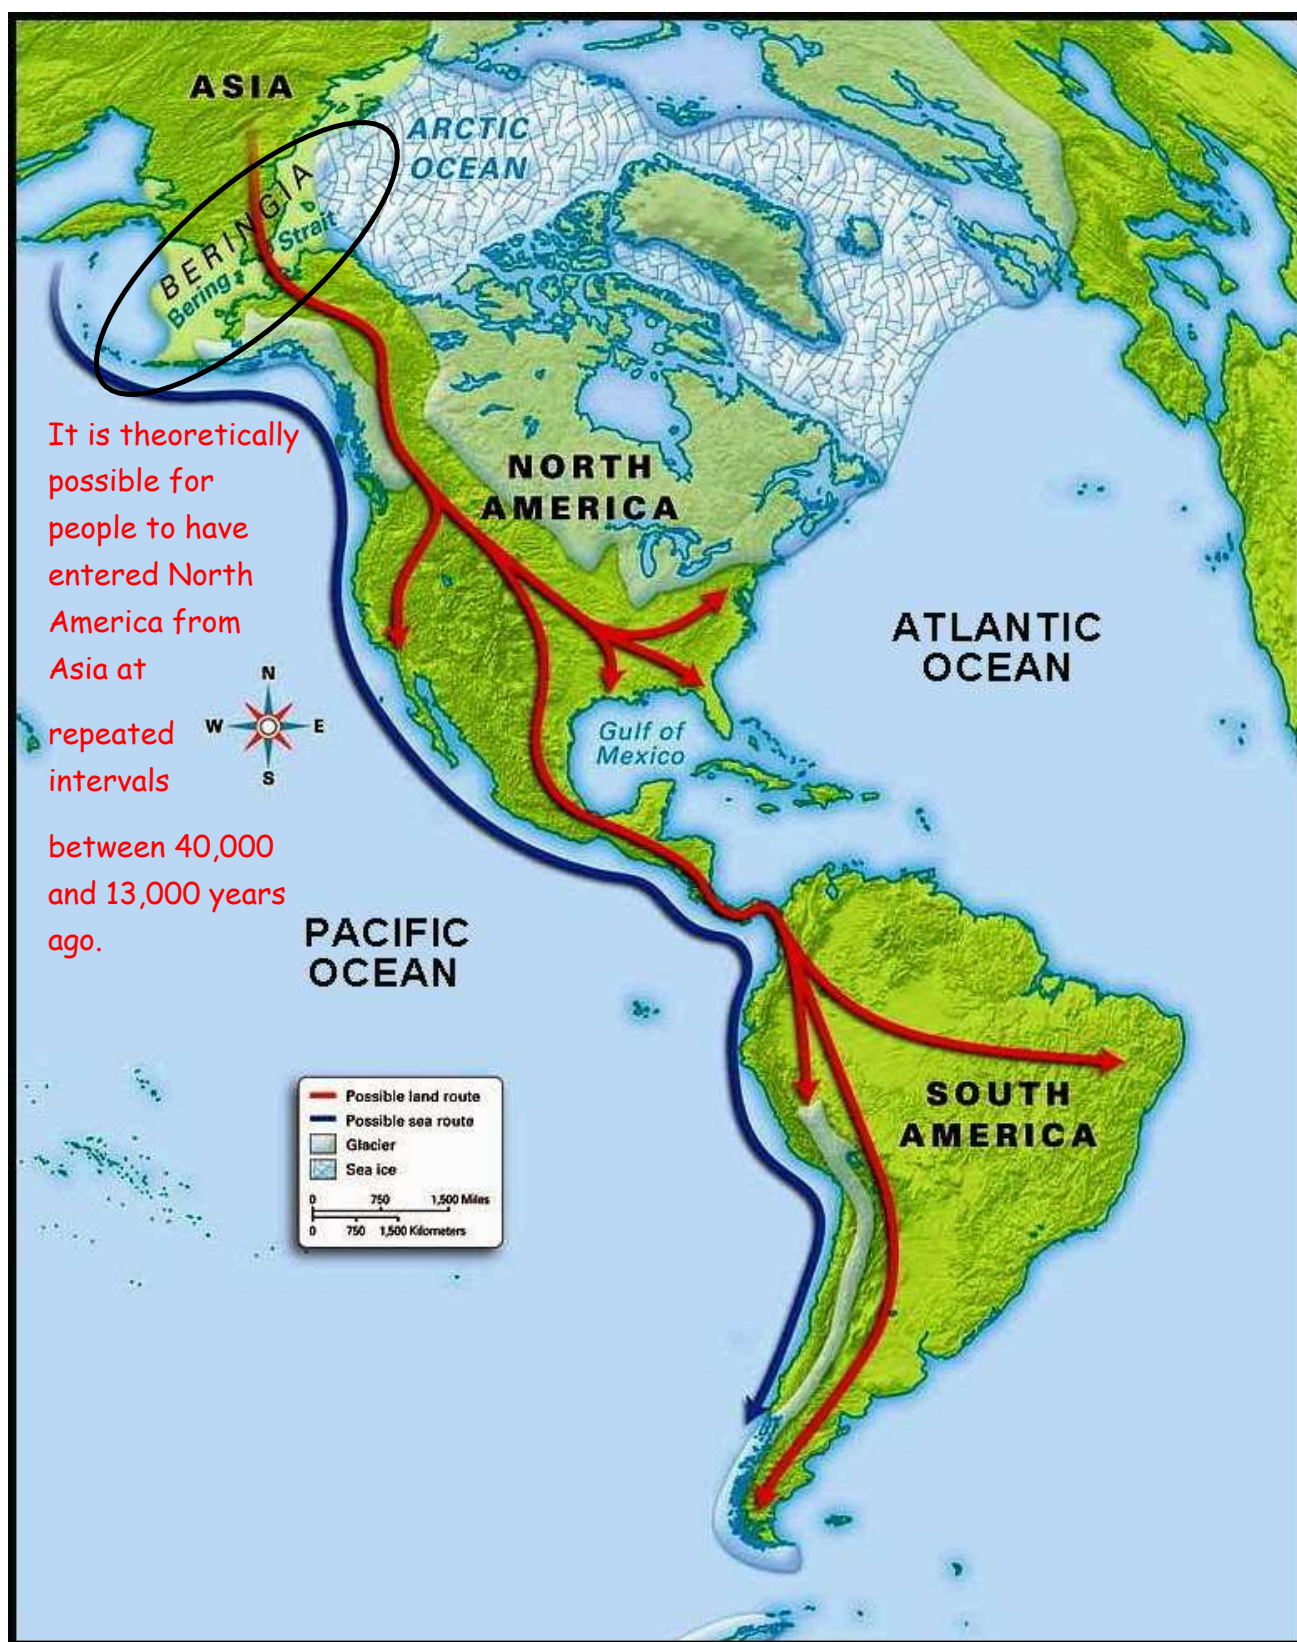 ASIA
ARCTIC
OCEAN
BERINGIA
Bering Strait
It is theoretically
possible for
people to have
entered North
America from
Asia at
repeated
intervals
between 40,000
and 13,000 years
ago.
NORTH
AMERICA
ATLANTIC
OCEAN
N
W E
S
Gulf of
Mexico
PACIFIC
OCEAN
SOUTH
AMERICA
Possible land route
Possible sea route
Glacier
Sea ice
0 750 1,500 Miles
0 750 1,500 Kilometers